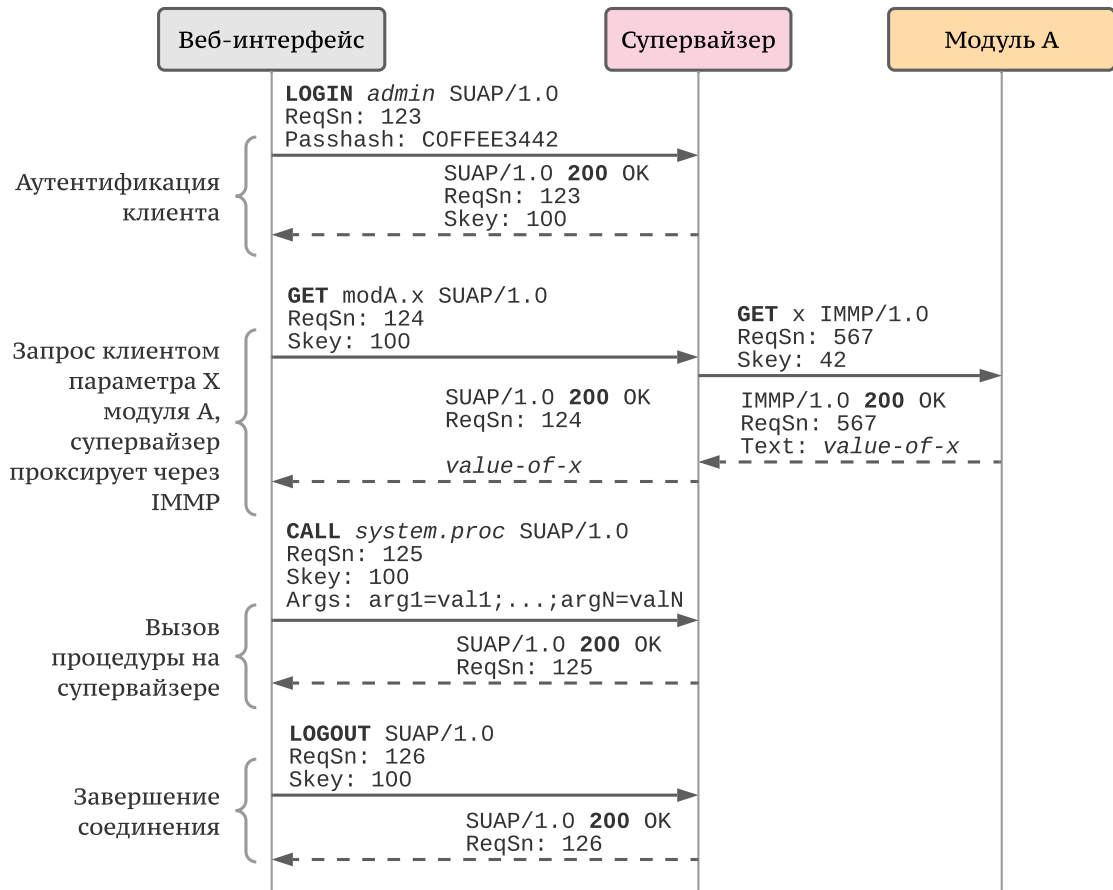 Веб-интерфейс
Супервайзер
Модуль А
LOGIN admin SUAP/1.0
ReqSn: 123
Passhash: C0FFEE3442
Аутентификация
клиента
SUAP/1.0 200 OK
ReqSn: 123
Skey: 100
GET modA.x SUAP/1.0
ReqSn: 124
Skey: 100
GET x IMMP/1.0
ReqSn: 567
Skey: 42
Запрос клиентом
параметра X
модуля А,
супервайзер
проксирует через
IMMP
SUAP/1.0 200 OK
ReqSn: 124
value-of-x
IMMP/1.0 200 OK
ReqSn: 567
Text: value-of-x
CALL system.proc SUAP/1.0
ReqSn: 125
Skey: 100
Args: arg1=val1;...;argN=valN
Вызов
процедуры на
супервайзере
SUAP/1.0 200 OK
ReqSn: 125
LOGOUT SUAP/1.0
ReqSn: 126
Skey: 100
Завершение
соединения
SUAP/1.0 200 OK
ReqSn: 126